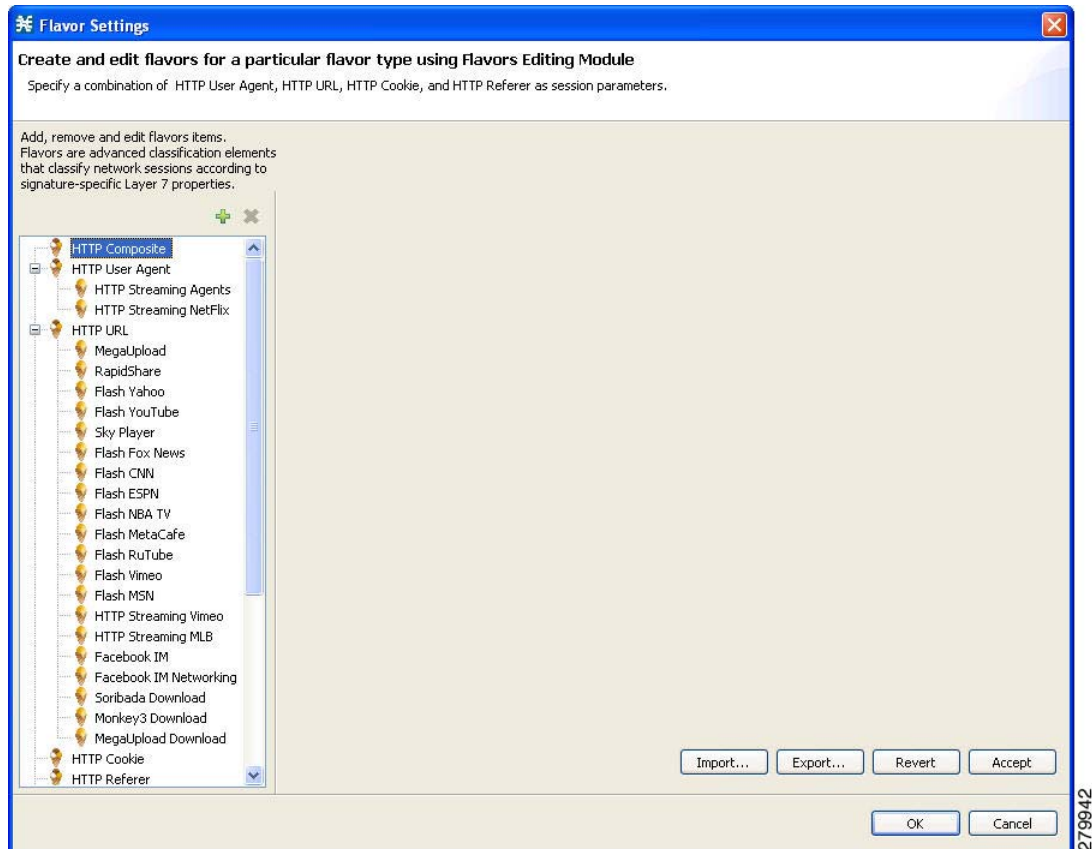 Flavor Settings
Create and edit flavors for a particular flavor type using Flavors Editing Module
Specify a combination of HTTP User Agent, HTTP URL, HTTP Cookie, and HTTP Referer as session parameters.
Add, remove and edit flavors items.
Flavors are advanced classification elements
that classify network sessions according to
signature-specific Layer 7 properties.
HTTP Composite
HTTP User Agent
HTTP Streaming Agents
HTTP Streaming NetFlix
HTTP URL
MegaUpload
RapidShare
Flash Yahoo
Flash YouTube
Sky Player
Flash Fox News
Flash CNN
Flash ESPN
Flash NBA TV
Flash MetaCafe
Flash RuTube
Flash Vimeo
Flash MSN
HTTP Streaming Vimeo
HTTP Streaming MLB
Facebook IM
Facebook IM Networking
Soribada Download
Monkey3 Download
MegaUpload Download
HTTP Cookie
HTTP Referer
Import... Export... Revert Accept
OK Cancel
279942